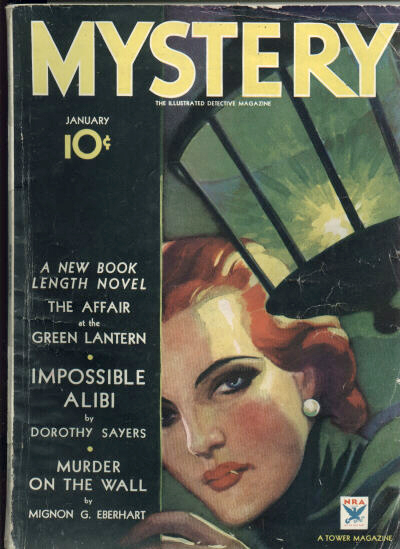 MYSTERY
THE ILLUSTRATED DETECTIVE MAGAZINE
JANUARY
10¢
A NEW BOOK
LENGTH NOVEL
THE AFFAIR
at the
GREEN LANTERN
IMPOSSIBLE
ALIBI
by
DOROTHY SAYERS
MURDER
ON THE WALL
by
MIGNON G. EBERHART
NRA
A TOWER MAGAZINE